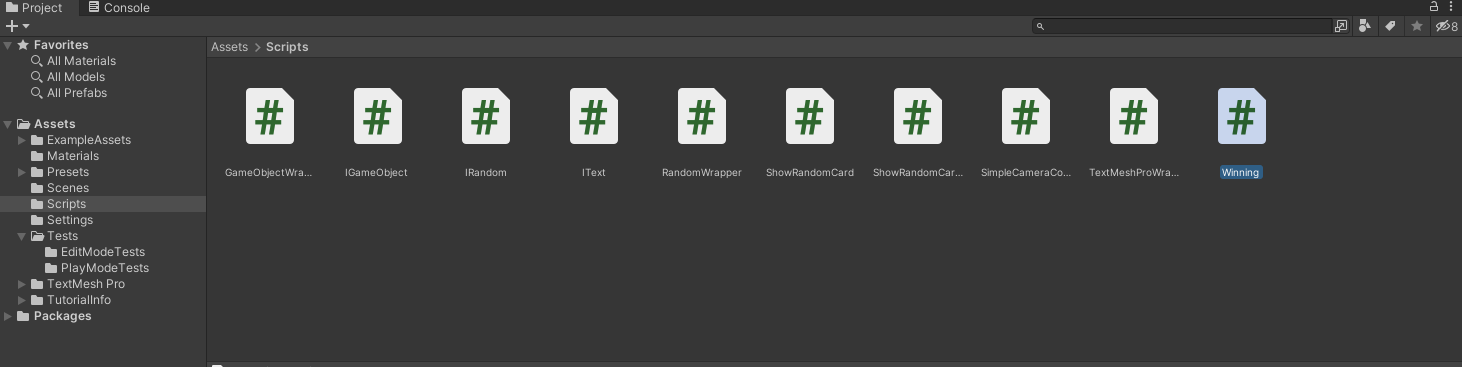 Project
Console
8
Favorites
All Materials
All Models
All Prefabs
Assets
ExampleAssets
Materials
Presets
Scenes
Scripts
Settings
Tests
EditModeTests
PlayModeTests
TextMesh Pro
TutorialInfo
Packages
Assets > Scripts
# # # # # # # # # #
GameObjectWra... IGameObject IRandom IText RandomWrapper ShowRandomCard ShowRandomCar... SimpleCameraCo... TextMeshProWra... Winning